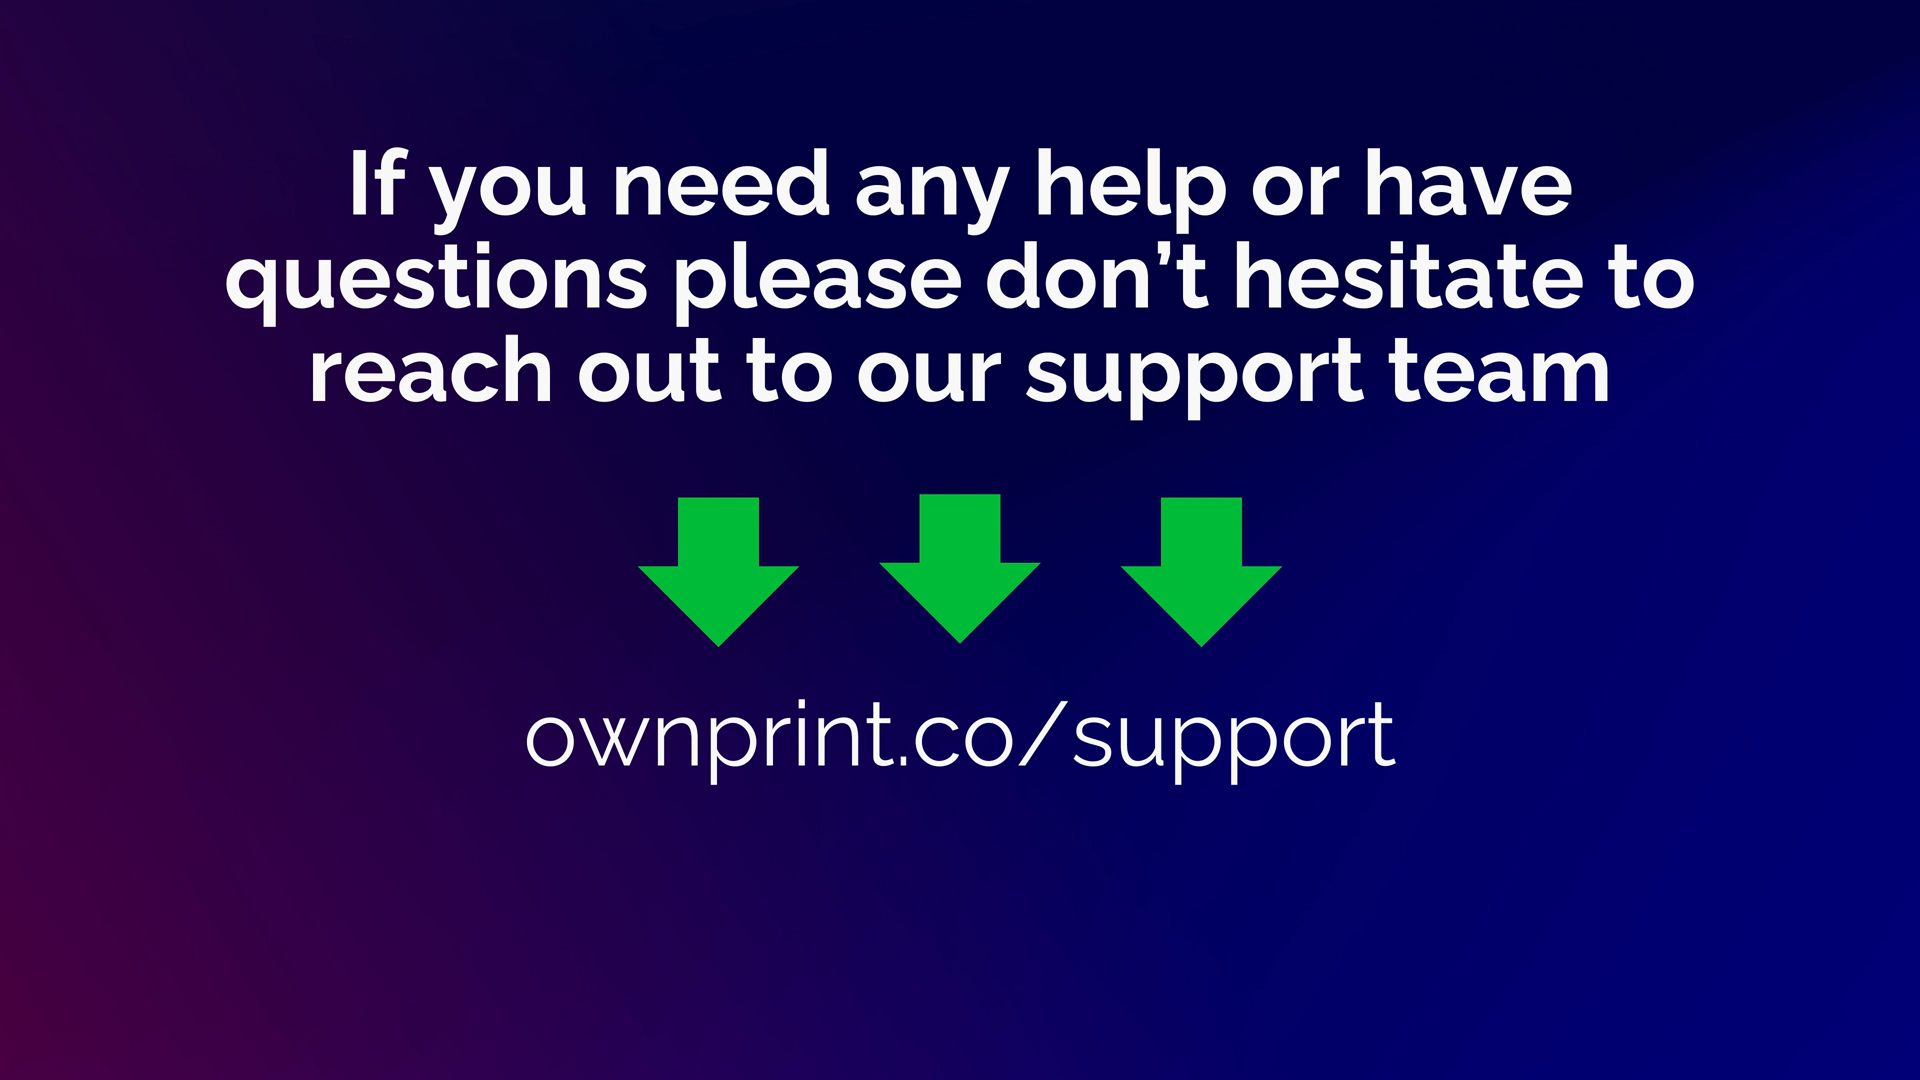 If you need any help or have
questions please don’t hesitate to
reach out to our support team
ownprint.co/support